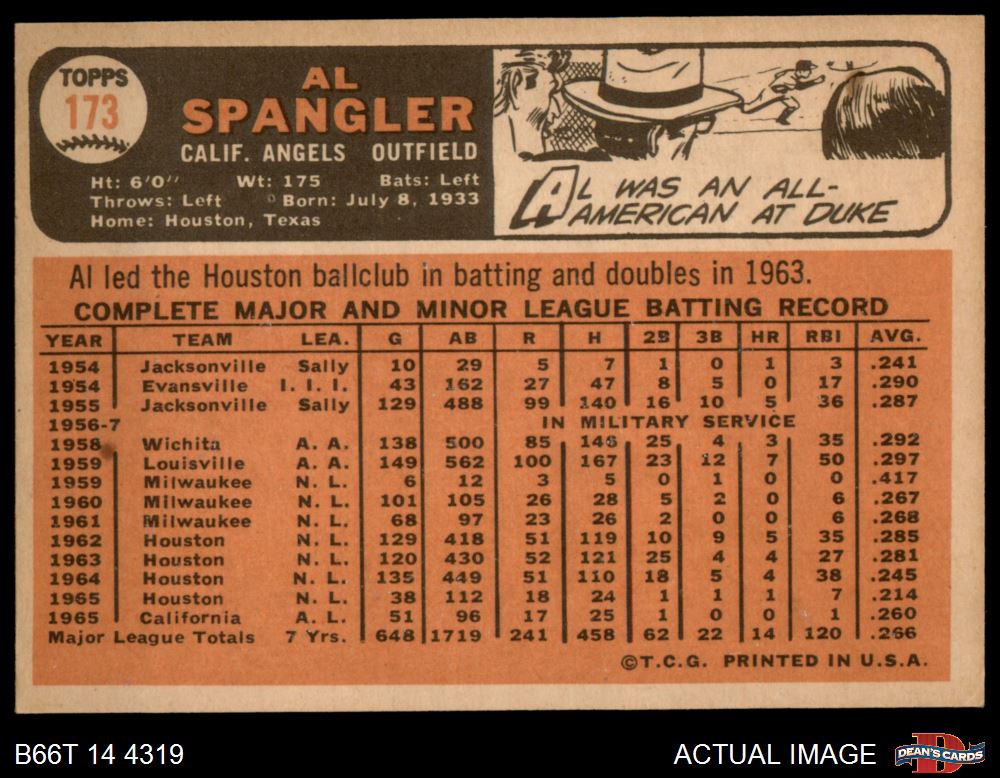 TOPPS
173
AL
SPANGLER
CALIF. ANGELS OUTFIELD
Ht: 6'0" Wt: 175 Bats: Left
Throws: Left Born: July 8, 1933
Home: Houston, Texas
AL WAS AN ALL-
AMERICAN AT DUKE
Al led the Houston ballclub in batting and doubles in 1963.
COMPLETE MAJOR AND MINOR LEAGUE BATTING RECORD
YEAR TEAM LEA. G AB R H 2B 3B HR RBI AVG.
1954 Jacksonville Sally 10 29 5 7 1 0 1 3 .241
1954 Evansville I. I. I. 43 162 27 47 8 5 0 17 .290
1955 Jacksonville Sally 129 488 99 140 16 10 5 36 .287
1956-7 IN MILITARY SERVICE
1958 Wichita A. A. 138 500 85 146 25 4 3 35 .292
1959 Louisville A. A. 149 562 100 167 23 12 7 50 .297
1959 Milwaukee N. L. 6 12 3 5 0 1 0 0 .417
1960 Milwaukee N. L. 101 105 26 28 5 2 0 6 .267
1961 Milwaukee N. L. 68 97 23 26 2 0 0 6 .268
1962 Houston N. L. 129 418 51 119 10 9 5 35 .285
1963 Houston N. L. 120 430 52 121 25 4 4 27 .281
1964 Houston N. L. 135 449 51 110 18 5 4 38 .245
1965 Houston N. L. 38 112 18 24 1 1 1 7 .214
1965 California A. L. 51 96 17 25 1 0 0 1 .260
Major League Totals 7 Yrs. 648 1719 241 458 62 22 14 120 .266
©T.C.G. PRINTED IN U.S.A.
B66T 14 4319
ACTUAL IMAGE
DEAN'S CARDS